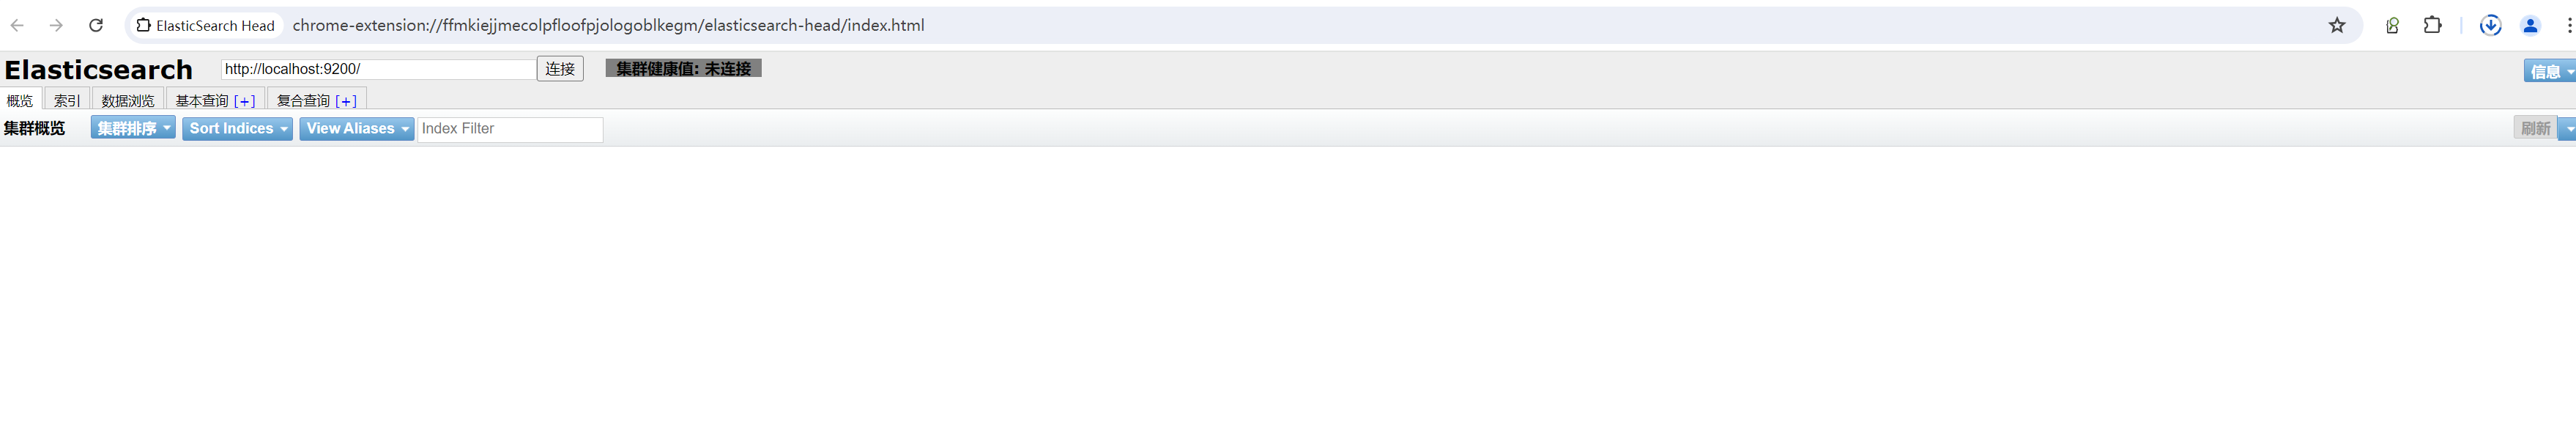 ElasticSearch Head chrome-extension://ffmkiejjmecolpfloofpjologoblkegm/elasticsearch-head/index.html
Elasticsearch http://localhost:9200/ 连接 集群健康值: 未连接 信息
概览 索引 数据浏览 基本查询 [+] 复合查询 [+]
集群概览 集群排序 Sort Indices View Aliases Index Filter 刷新